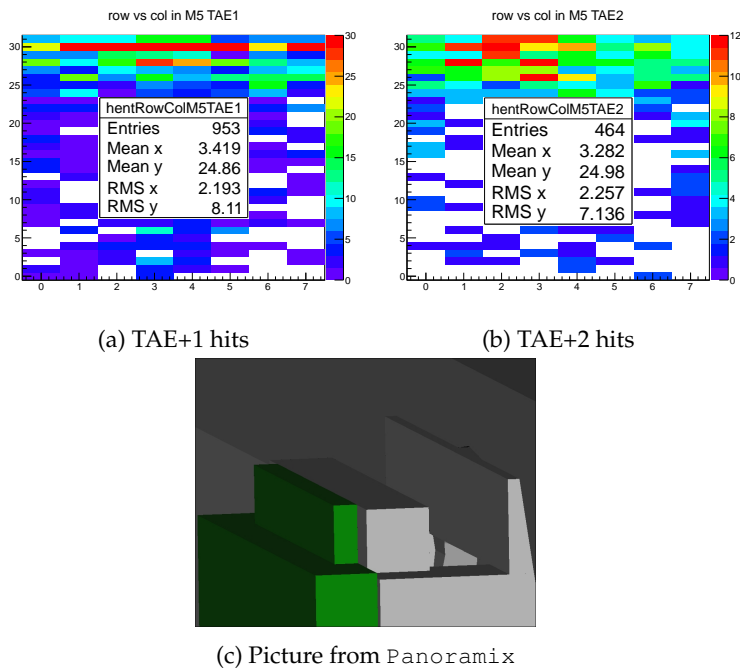 row vs col in M5 TAE1
30
25
20
15
10
5
0
0 1 2 3 4 5 6 7
30
25
20
15
10
5
0
hentRowColM5TAE1
Entries 953
Mean x 3.419
Mean y 24.86
RMS x 2.193
RMS y 8.11
(a) TAE+1 hits
row vs col in M5 TAE2
30
25
20
15
10
5
0
0 1 2 3 4 5 6 7
12
10
8
6
4
2
0
hentRowColM5TAE2
Entries 464
Mean x 3.282
Mean y 24.98
RMS x 2.257
RMS y 7.136
(b) TAE+2 hits
(c) Picture from Panoramix